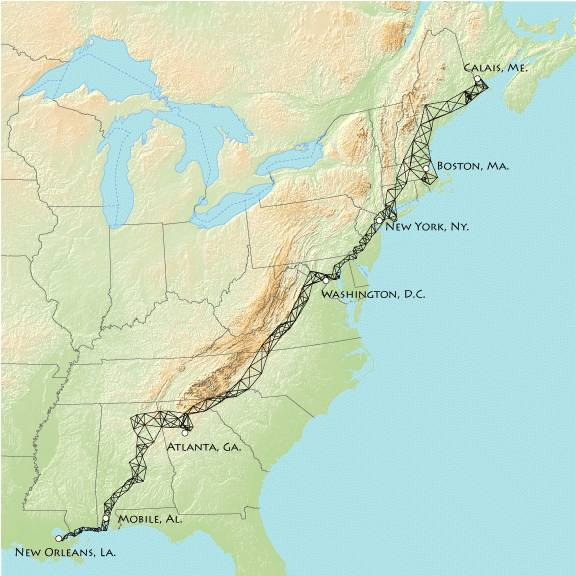 Calais, Me.
Boston, Ma.
New York, Ny.
Washington, D.C.
Atlanta, Ga.
Mobile, Al.
New Orleans, La.